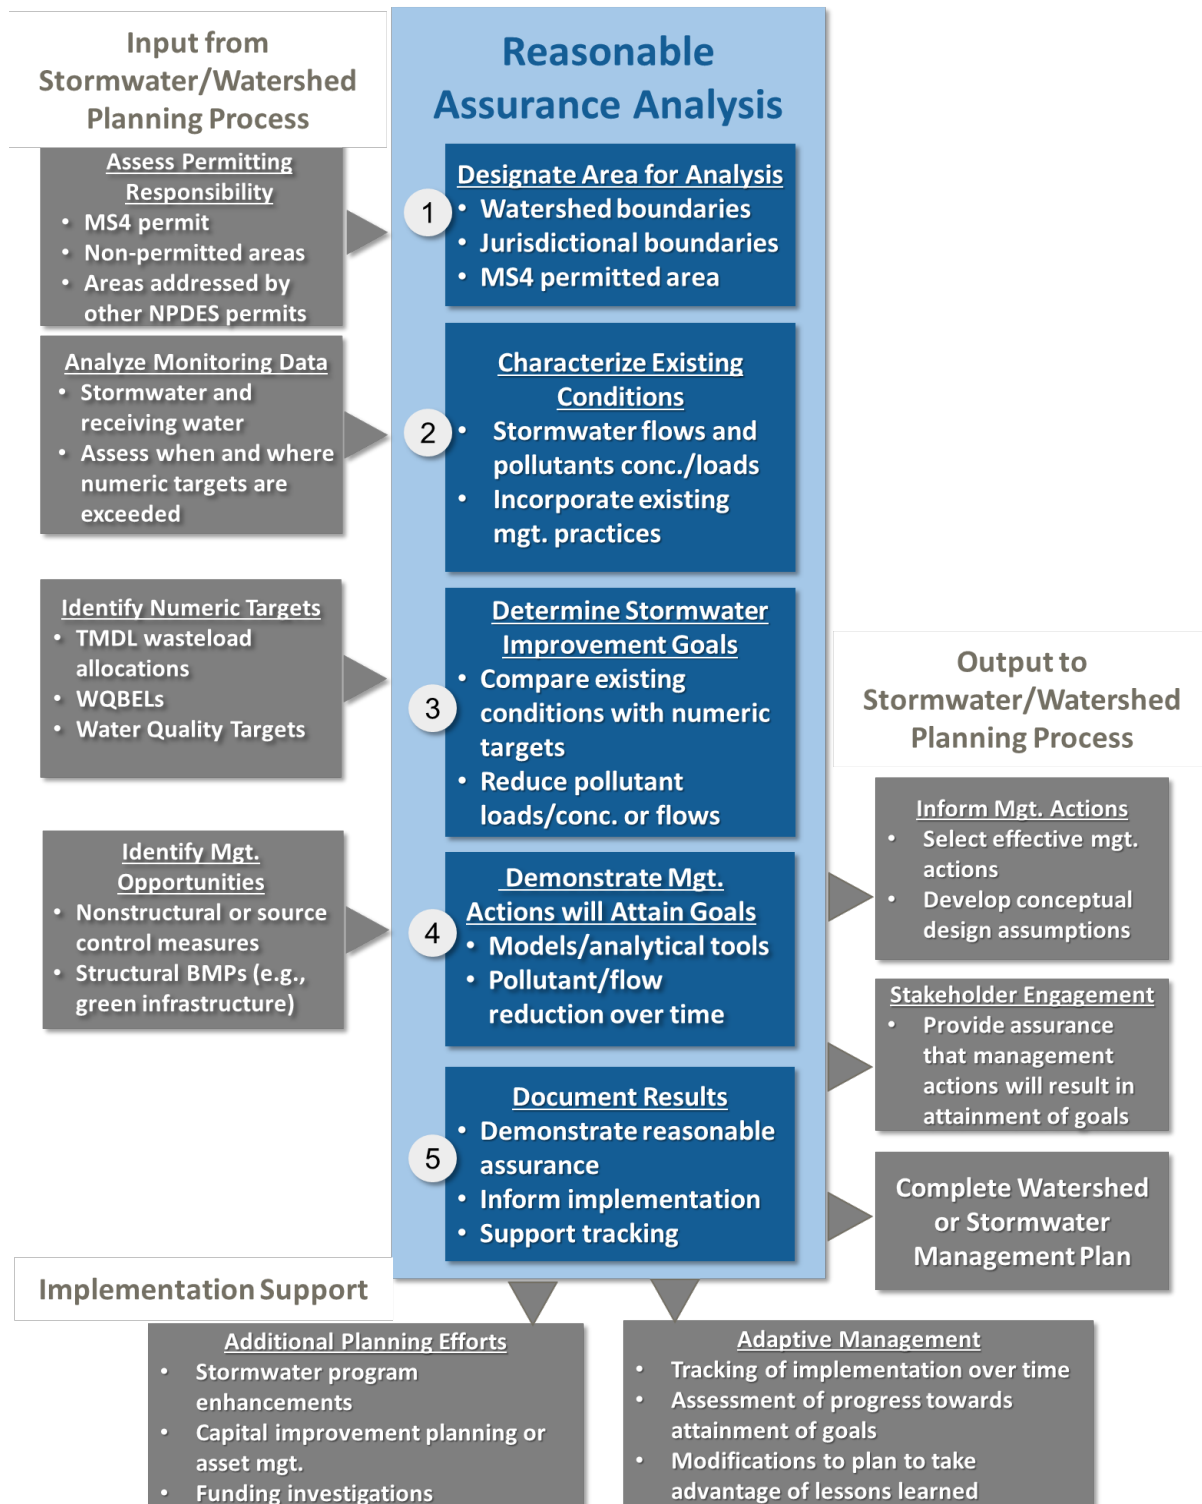 Input from
Stormwater/Watershed
Planning Process
Assess Permitting
Responsibility
• MS4 permit
• Non-permitted areas
• Areas addressed by
other NPDES permits
Analyze Monitoring Data
• Stormwater and
receiving water
• Assess when and where
numeric targets are
exceeded
Identify Numeric Targets
• TMDL wasteload
allocations
• WQBELs
• Water Quality Targets
Identify Mgt.
Opportunities
• Nonstructural or source
control measures
• Structural BMPs (e.g.,
green infrastructure)
Reasonable
Assurance Analysis
1
Designate Area for Analysis
• Watershed boundaries
• Jurisdictional boundaries
• MS4 permitted area
2
Characterize Existing
Conditions
• Stormwater flows and
pollutants conc./loads
• Incorporate existing
mgt. practices
3
Determine Stormwater
Improvement Goals
• Compare existing
conditions with numeric
targets
• Reduce pollutant
loads/conc. or flows
4
Demonstrate Mgt.
Actions will Attain Goals
• Models/analytical tools
• Pollutant/flow
reduction over time
5
Document Results
• Demonstrate reasonable
assurance
• Inform implementation
• Support tracking
Output to
Stormwater/Watershed
Planning Process
Inform Mgt. Actions
• Select effective mgt.
actions
• Develop conceptual
design assumptions
Stakeholder Engagement
• Provide assurance
that management
actions will result in
attainment of goals
Complete Watershed
or Stormwater
Management Plan
Implementation Support
Additional Planning Efforts
• Stormwater program
enhancements
• Capital improvement planning or
asset mgt.
• Funding investigations
Adaptive Management
• Tracking of implementation over time
• Assessment of progress towards
attainment of goals
• Modifications to plan to take
advantage of lessons learned